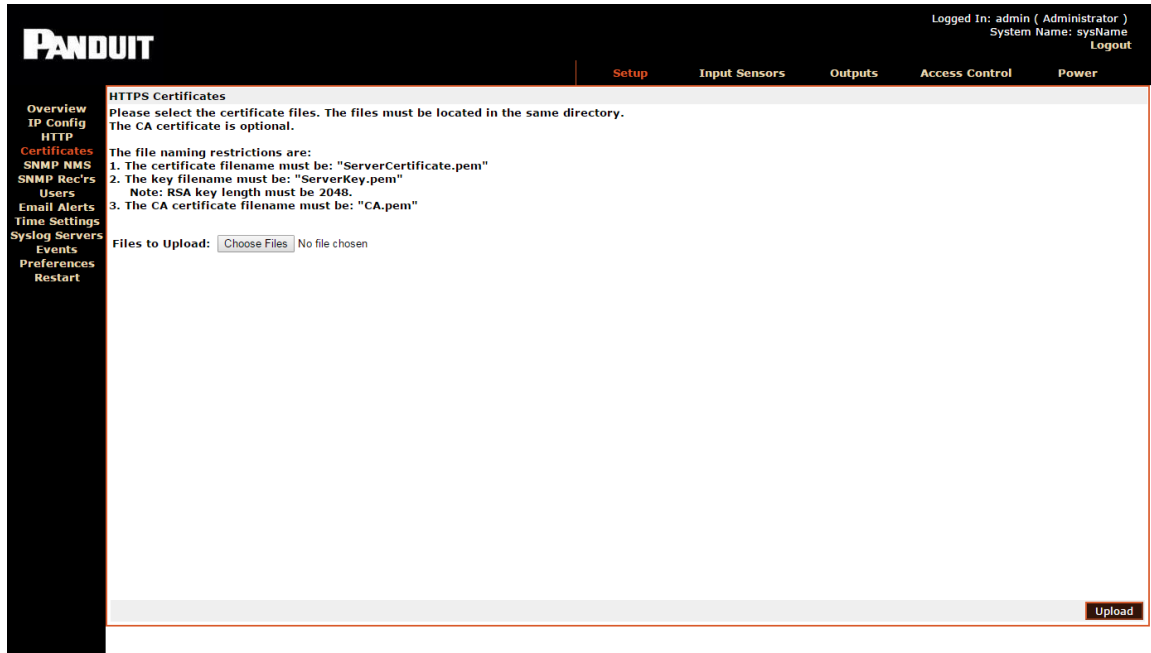 PANDUIT
Logged In: admin ( Administrator )
System Name: sysName
Logout
Setup Input Sensors Outputs Access Control Power
Overview
IP Config
HTTP
Certificates
SNMP NMS
SNMP Rec'rs
Users
Email Alerts
Time Settings
Syslog Servers
Events
Preferences
Restart
HTTPS Certificates
Please select the certificate files. The files must be located in the same directory.
The CA certificate is optional.
The file naming restrictions are:
1. The certificate filename must be: "ServerCertificate.pem"
2. The key filename must be: "ServerKey.pem"
Note: RSA key length must be 2048.
3. The CA certificate filename must be: "CA.pem"
Files to Upload: Choose Files No file chosen
Upload